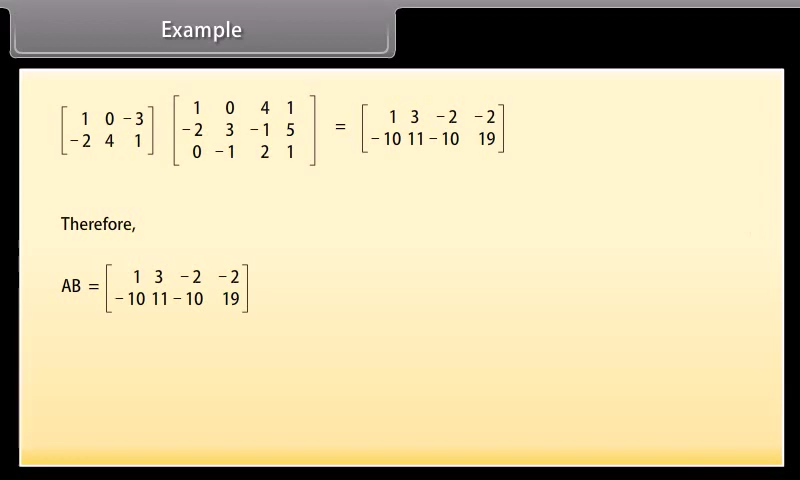 Example
1 0 −3 1 0 4 1 = 1 3 −2 −2
−2 4 1 −2 3 −1 5 −10 11 −10 19
0 −1 2 1
Therefore,
AB = 1 3 −2 −2
−10 11 −10 19